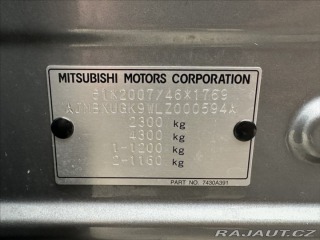 MITSUBISHI MOTORS CORPORATION
*2007/46*1769
2300 kg
4300 kg
1-1200 kg
2-1160 kg
PART NO. 7430A391
RAJAUT.CZ